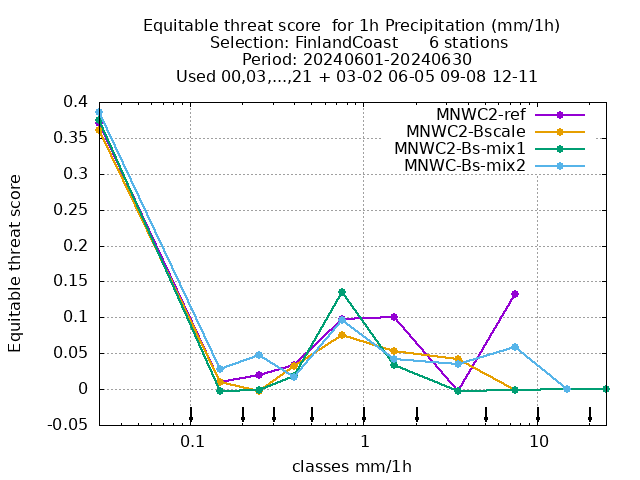 Equitable threat score  for 1h Precipitation (mm/1h)
Selection: FinlandCoast      6 stations
Period: 20240601-20240630
Used 00,03,...,21 + 03-02 06-05 09-08 12-11
MNWC2-ref
MNWC2-Bscale
MNWC2-Bs-mix1
MNWC-Bs-mix2
Equitable threat score
0.4
0.35
0.3
0.25
0.2
0.15
0.1
0.05
0
-0.05
0.1
1
10
classes mm/1h